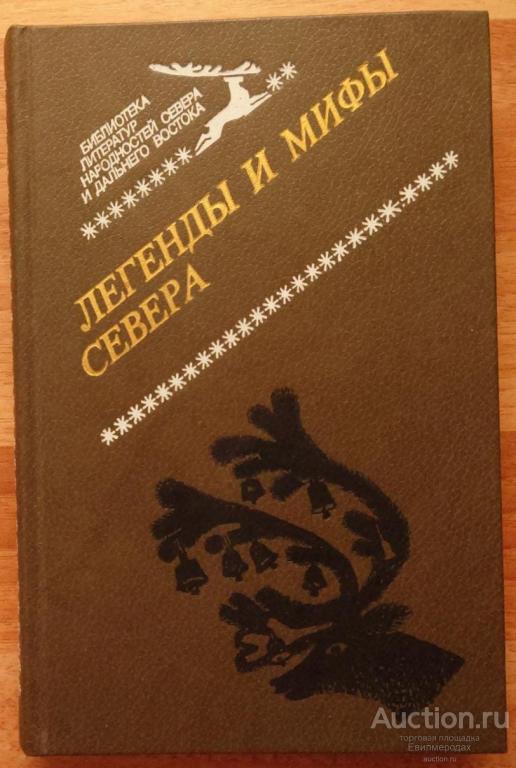 БИБЛИОТЕКА
ЛИТЕРАТУР
НАРОДНОСТЕЙ СЕВЕРА
И ДАЛЬНЕГО ВОСТОКА
ЛЕГЕНДЫ И МИФЫ
СЕВЕРА
Auction.ru
торговая площадка
Евилмеродах
auction.ru